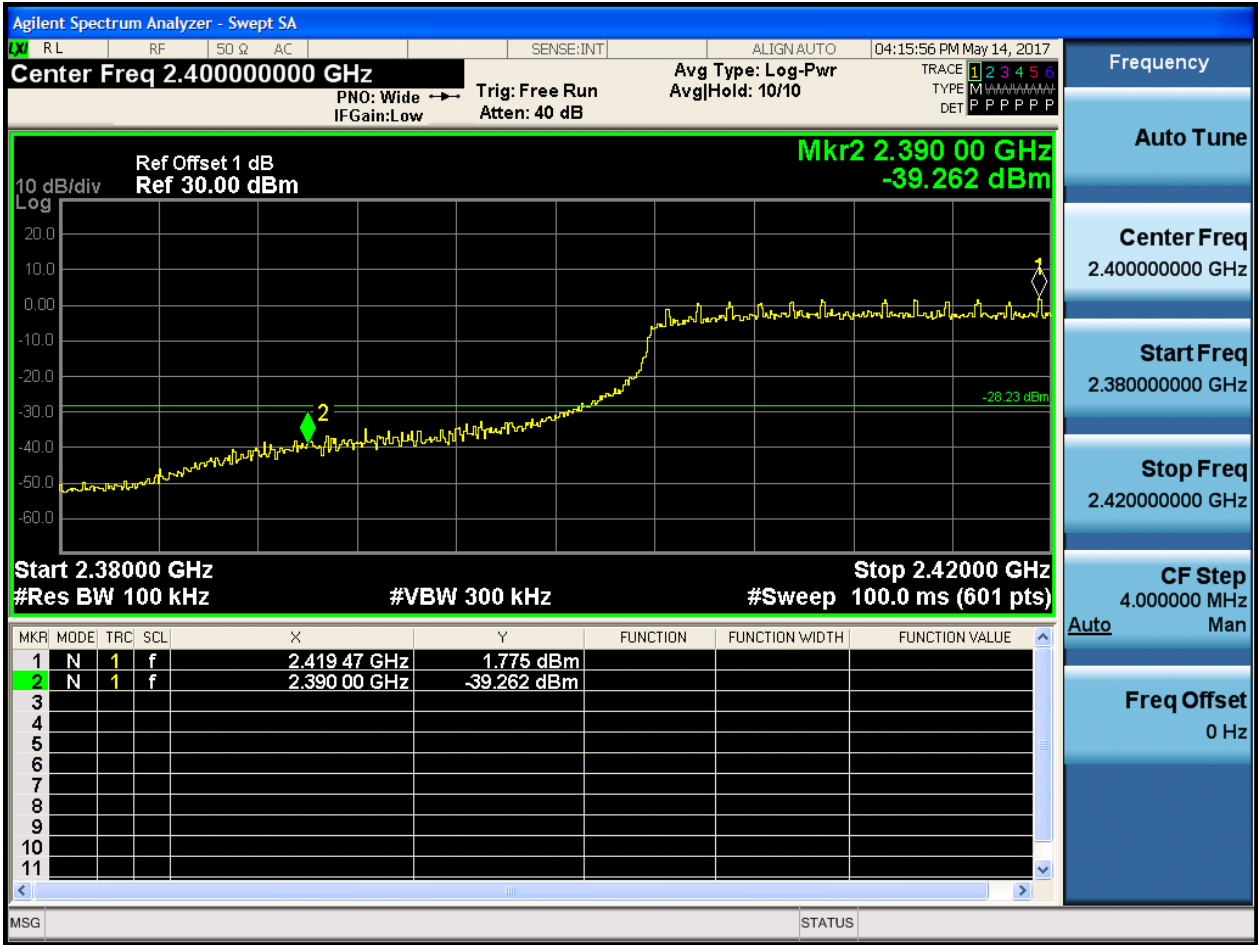 Agilent Spectrum Analyzer - Swept SA
LXI RL RF 50 Ω AC SENSE:INT ALIGN AUTO 04:15:56 PM May 14, 2017
Center Freq 2.400000000 GHz
PNO: Wide
IFGain:Low
Trig: Free Run
Atten: 40 dB
Avg Type: Log-Pwr
Avg|Hold: 10/10
TRACE 1 2 3 4 5 6
TYPE M WWWWW
DET P P P P P P
Mkr2 2.390 00 GHz
-39.262 dBm
Ref Offset 1 dB
10 dB/div Ref 30.00 dBm
Log
20.0
10.0
0.00
-10.0
-20.0
-30.0
-40.0
-50.0
-60.0
1
2
-28.23 dBm
Start 2.38000 GHz Stop 2.42000 GHz
#Res BW 100 kHz #VBW 300 kHz #Sweep 100.0 ms (601 pts)
MKR MODE TRC SCL X Y FUNCTION FUNCTION WIDTH FUNCTION VALUE
1 N 1 f 2.419 47 GHz 1.775 dBm
2 N 1 f 2.390 00 GHz -39.262 dBm
3
4
5
6
7
8
9
10
11
MSG STATUS
Frequency
Auto Tune
Center Freq
2.400000000 GHz
Start Freq
2.380000000 GHz
Stop Freq
2.420000000 GHz
CF Step
4.000000 MHz
Auto Man
Freq Offset
0 Hz